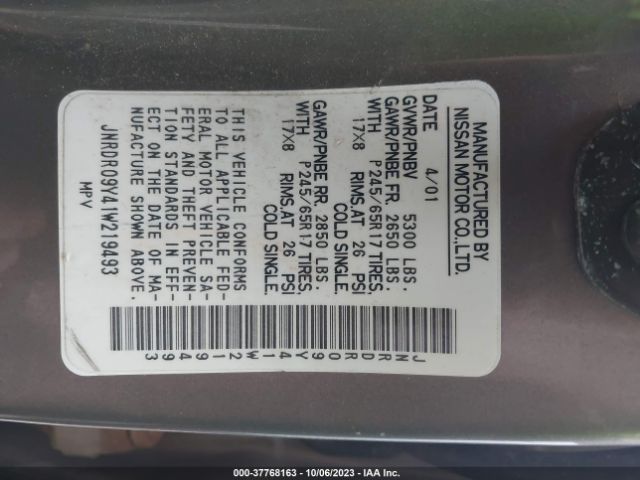 MANUFACTURED BY
NISSAN MOTOR CO.,LTD.
DATE 4/01
GVWR/PNBV 5300 LBS.
GAWR/PNBE FR. 2650 LBS.
WITH P245/65R17 TIRES,
17X8 RIMS.AT 26 PSI
COLD SINGLE.
GAWR/PNBE RR. 2850 LBS.
WITH P245/65R17 TIRES,
17X8 RIMS.AT 26 PSI
COLD SINGLE.
THIS VEHICLE CONFORMS
TO ALL APPLICABLE FED-
ERAL MOTOR VEHICLE SA-
FETY AND THEFT PREVEN-
TION STANDARDS IN EFF-
ECT ON THE DATE OF MA-
NUFACTURE SHOWN ABOVE.
JNRDR09Y41W219493
MPV
JNRDR09Y41W219493
000-37768163 - 10/06/2023 - IAA Inc.